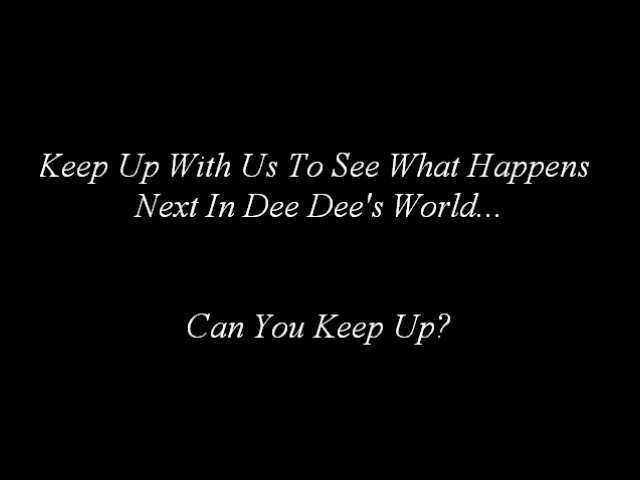 Keep Up With Us To See What Happens
Next In Dee Dee's World...
Can You Keep Up?